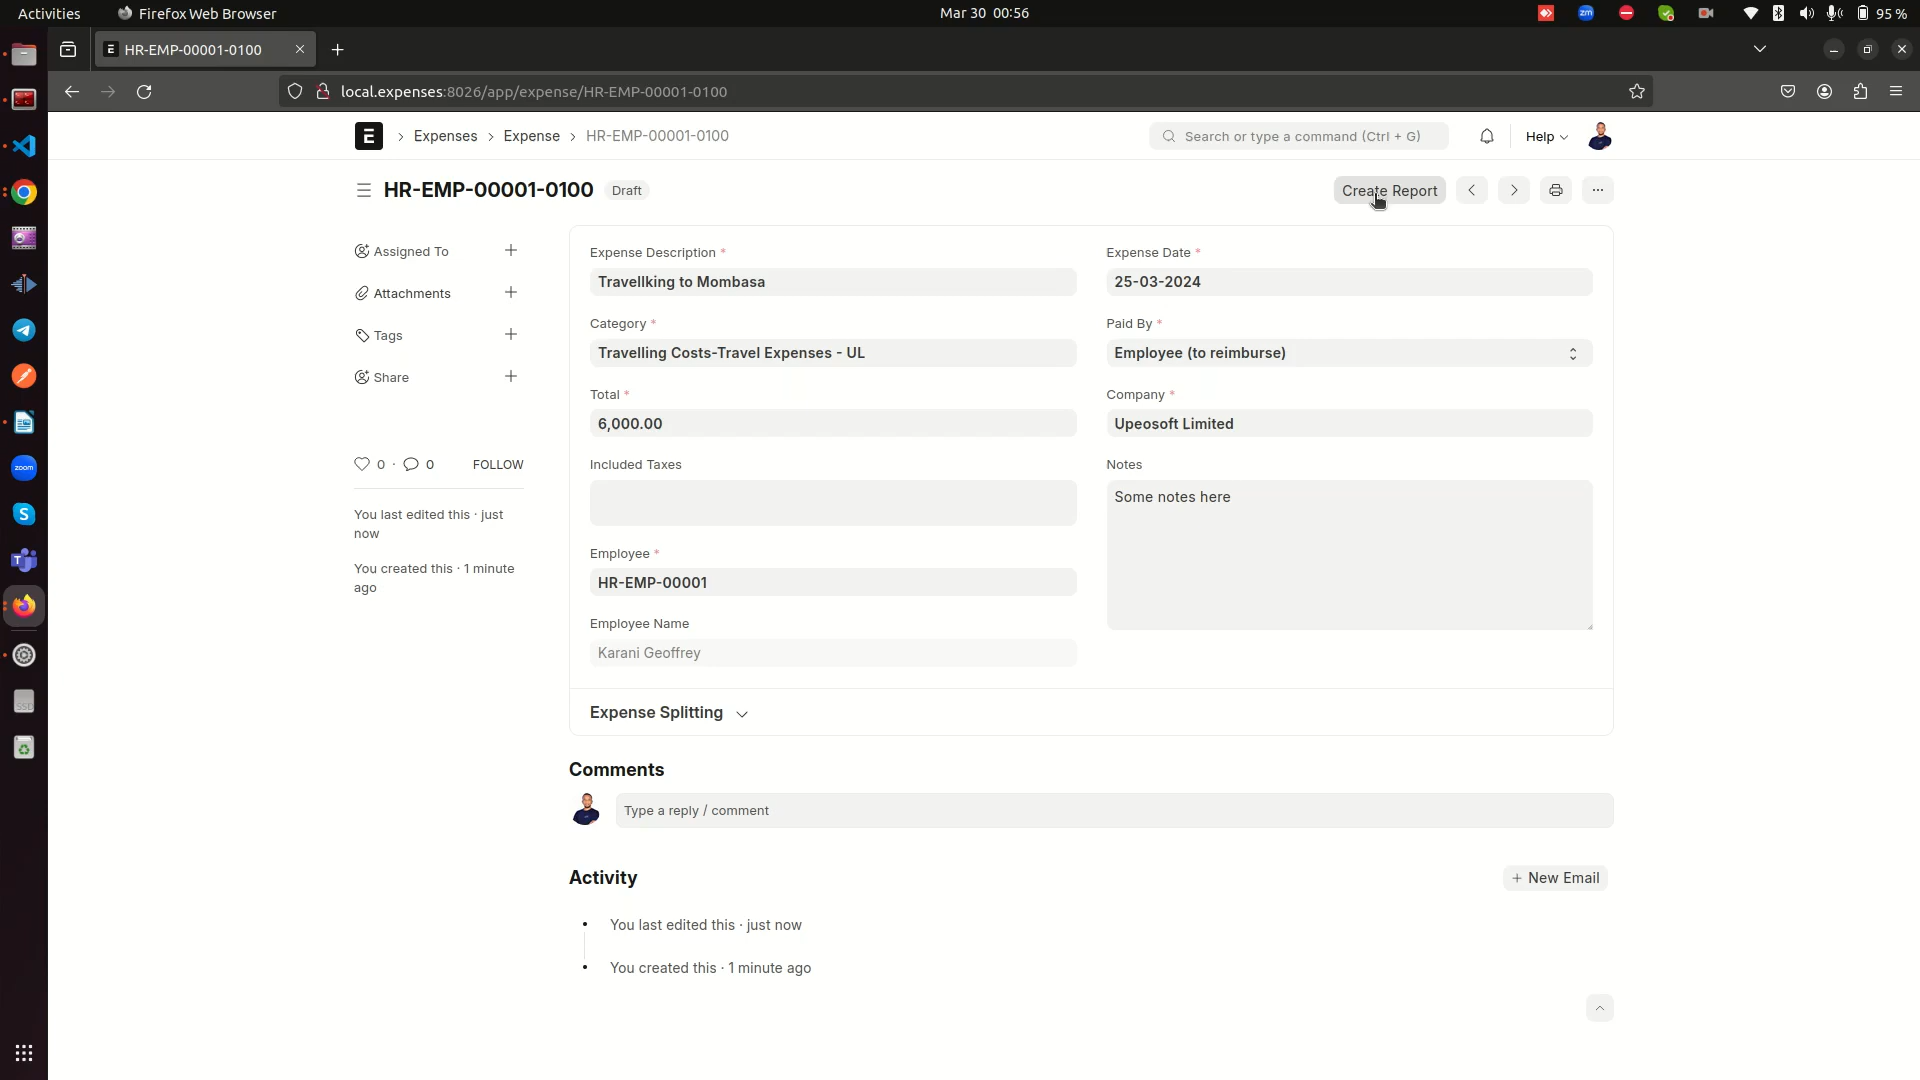 Activities
Firefox Web Browser
Mar 30 00:56
zm
95 %
HR-EMP-00001-0100
local.expenses:8026/app/expense/HR-EMP-00001-0100
E
Expenses
Expense
HR-EMP-00001-0100
Search or type a command (Ctrl + G)
Help
HR-EMP-00001-0100
Draft
Create Report
Assigned To
Attachments
Tags
Share
0 · 0
FOLLOW
You last edited this · just
now
You created this · 1 minute
ago
Expense Description *
Travellking to Mombasa
Expense Date *
25-03-2024
Category *
Travelling Costs-Travel Expenses - UL
Paid By *
Employee (to reimburse)
Total *
6,000.00
Company *
Upeosoft Limited
Included Taxes
Notes
Some notes here
Employee *
HR-EMP-00001
Employee Name
Karani Geoffrey
Expense Splitting
Comments
Type a reply / comment
Activity
+ New Email
You last edited this · just now
You created this · 1 minute ago
zoom
SSD